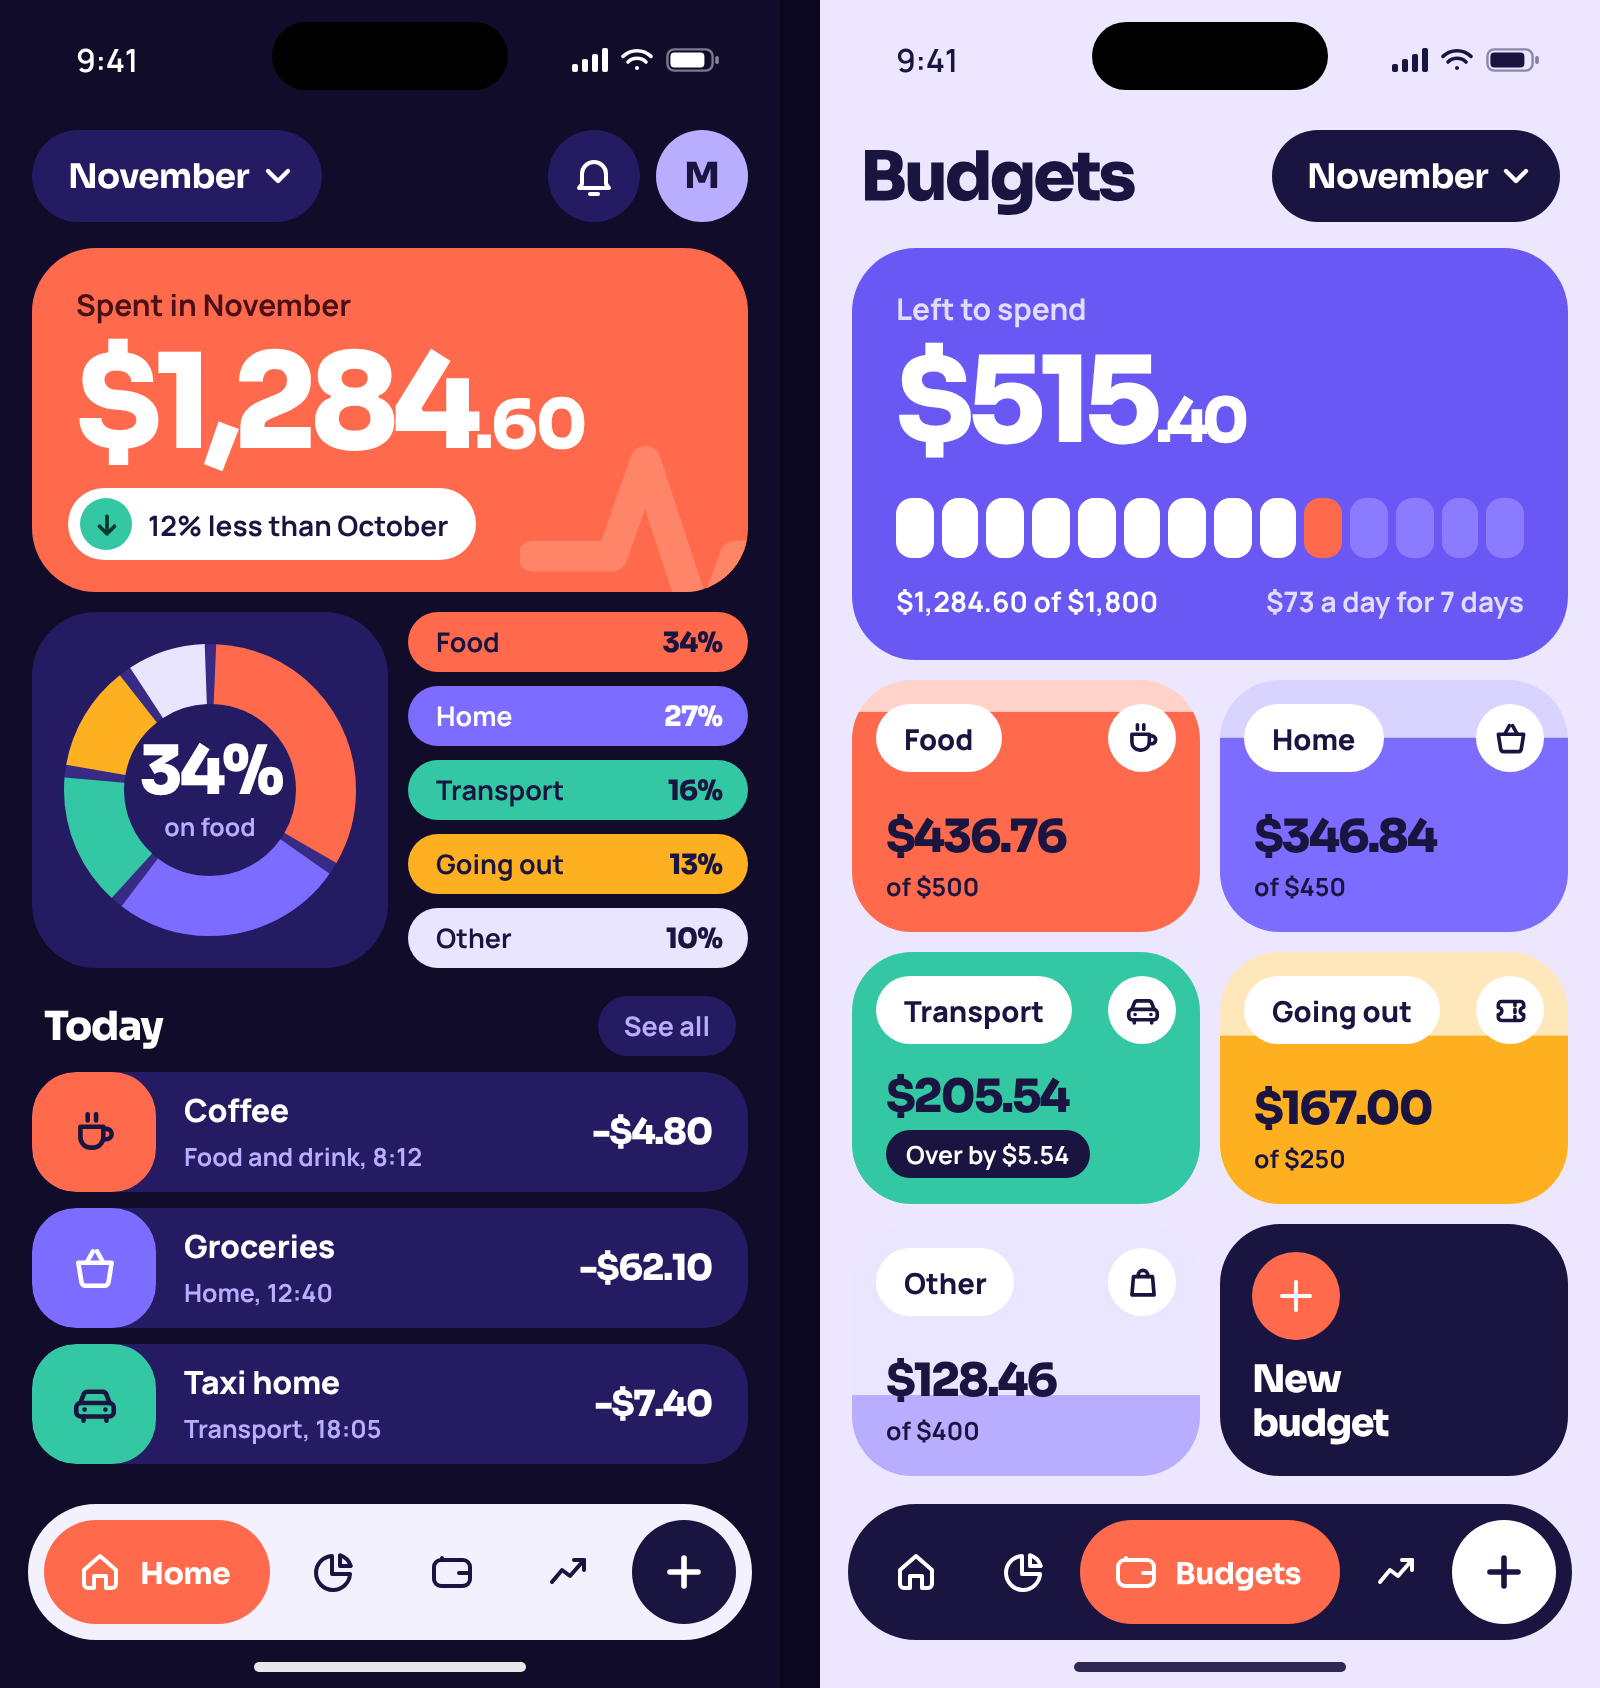 9:41
November
M
Spent in November
$1,284.60
12% less than October
34%
on food
Food 34%
Home 27%
Transport 16%
Going out 13%
Other 10%
Today
See all
Coffee
Food and drink, 8:12
–$4.80
Groceries
Home, 12:40
–$62.10
Taxi home
Transport, 18:05
–$7.40
Home
9:41
Budgets
November
Left to spend
$515.40
$1,284.60 of $1,800
$73 a day for 7 days
Food
$436.76
of $500
Home
$346.84
of $450
Transport
$205.54
Over by $5.54
Going out
$167.00
of $250
Other
$128.46
of $400
New
budget
Budgets